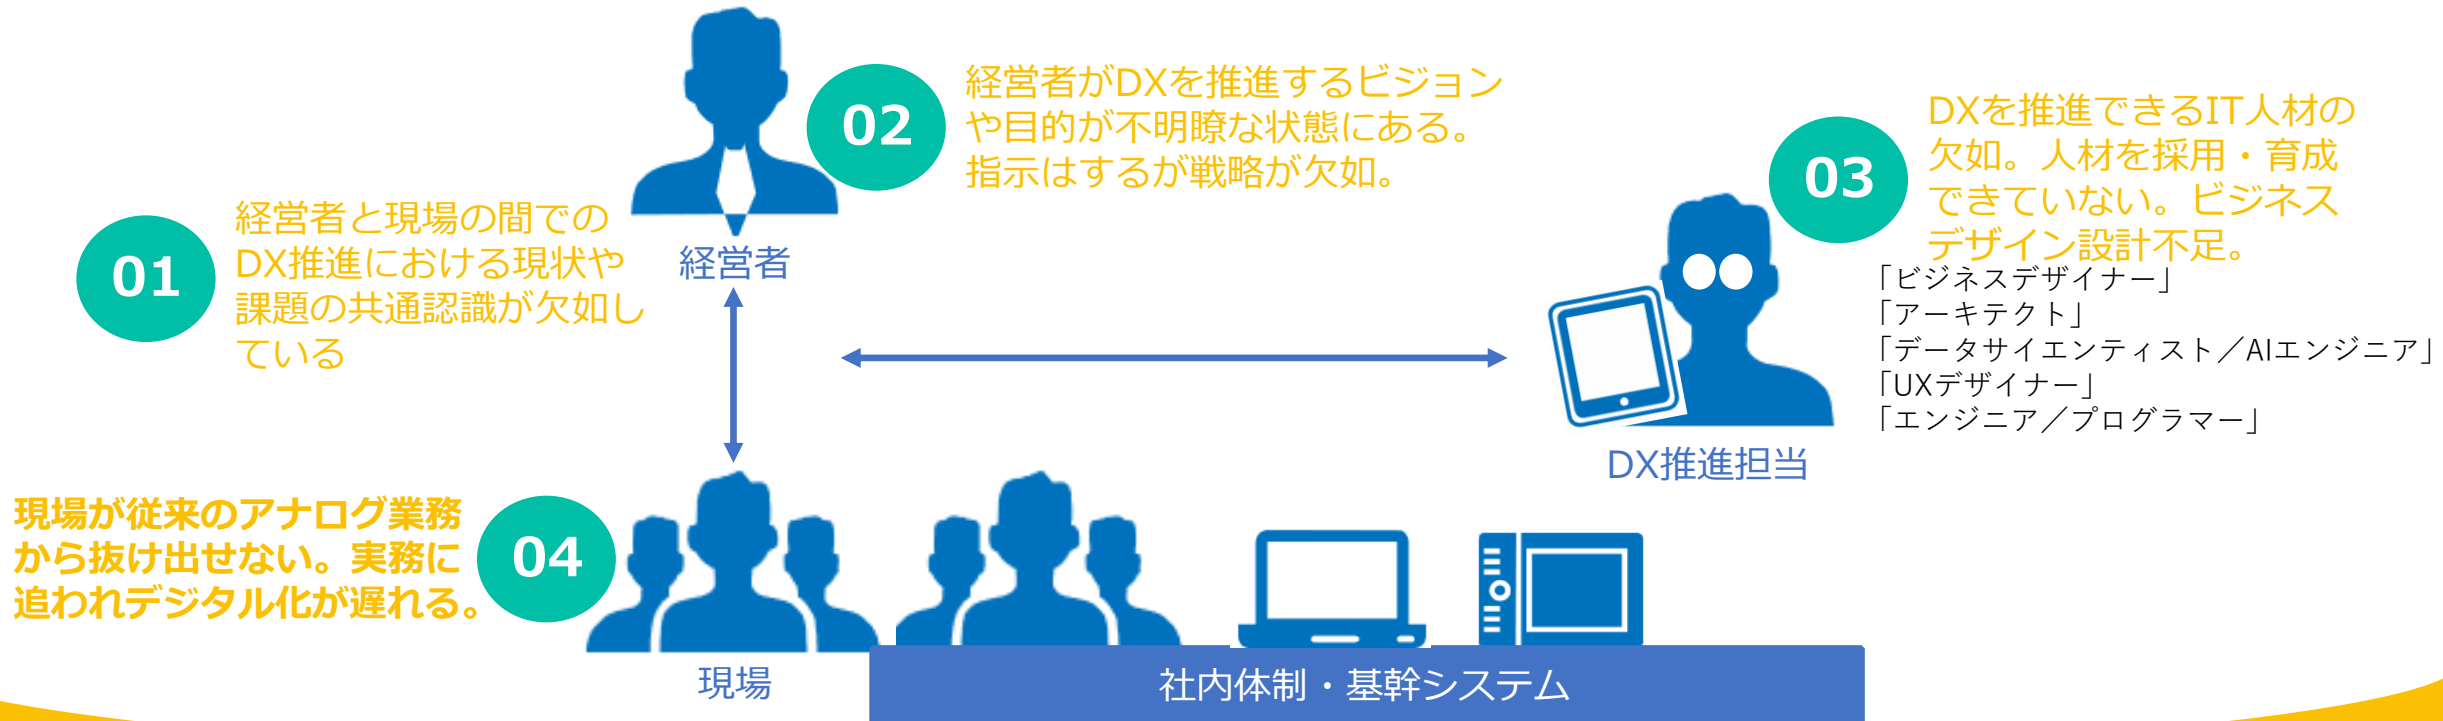 01
経営者と現場の間での
DX推進における現状や
課題の共通認識が欠如し
ている
経営者
02
経営者がDXを推進するビジョン
や目的が不明瞭な状態にある。
指示はするが戦略が欠如。
03
DXを推進できるIT人材の
欠如。人材を採用・育成
できていない。ビジネス
デザイン設計不足。
「ビジネスデザイナー」
「アーキテクト」
「データサイエンティスト／AIエンジニア」
「UXデザイナー」
「エンジニア／プログラマー」
DX推進担当
現場が従来のアナログ業務
から抜け出せない。実務に
追われデジタル化が遅れる。
04
現場
社内体制・基幹システム